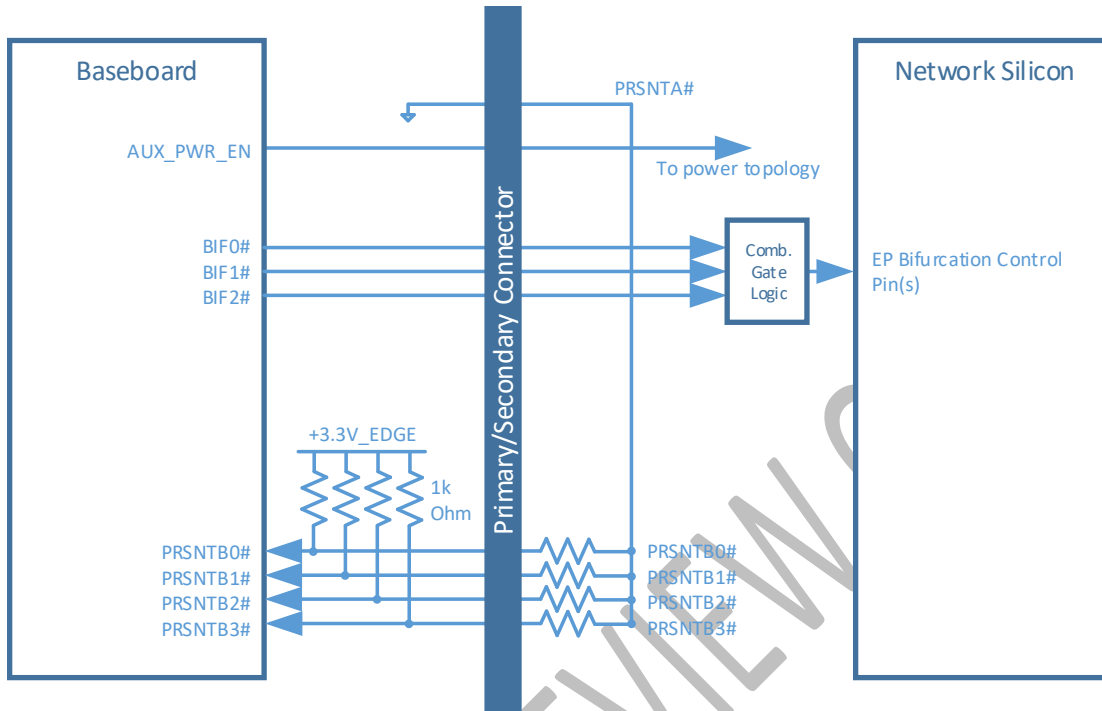 Baseboard
Network Silicon
PRSNTA#
AUX_PWR_EN
To power topology
Primary/Secondary Connector
BIF0#
BIF1#
BIF2#
Comb.
Gate
Logic
EP Bifurcation Control
Pin(s)
+3.3V_EDGE
1k
Ohm
PRSNTB0#
PRSNTB1#
PRSNTB2#
PRSNTB3#
PRSNTB0#
PRSNTB1#
PRSNTB2#
PRSNTB3#